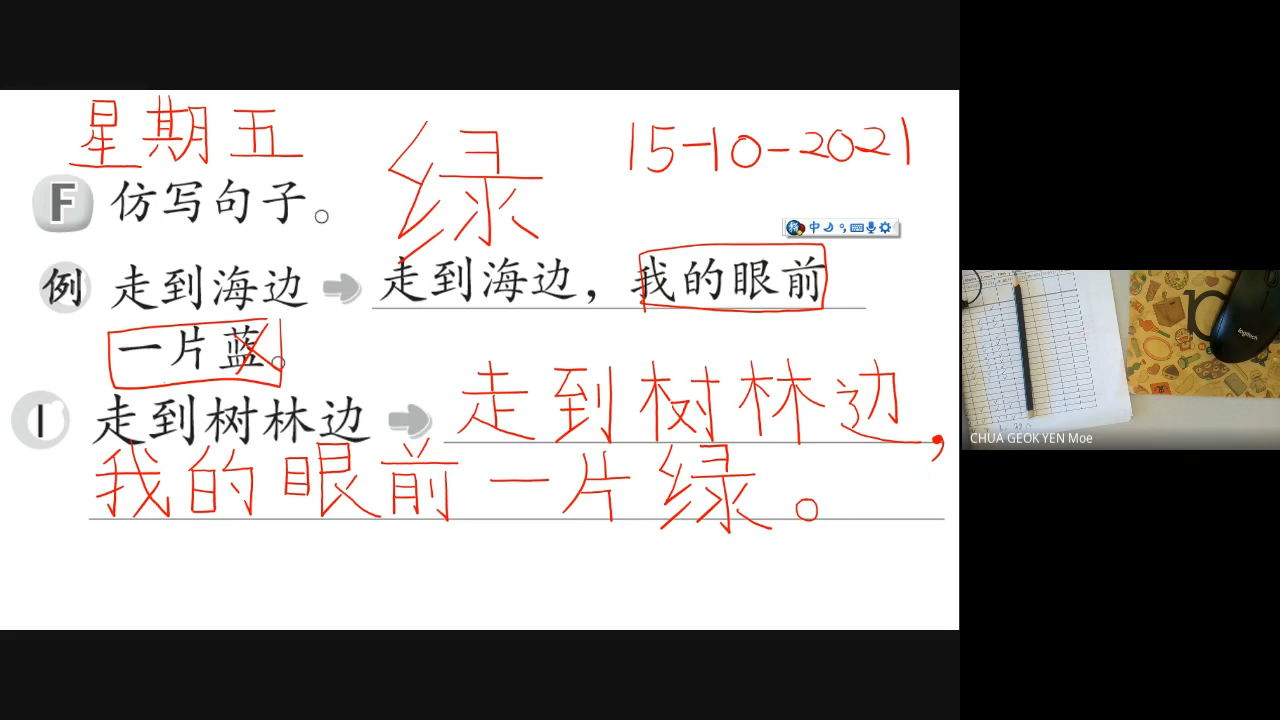 星期五 绿 15-10-2021
F 仿写句子。
中
例 走到海边 走到海边，我的眼前
一片蓝。
1 走到树林边 走到树林边，
我的眼前一片绿。
logitech
CHUA GEOK YEN Moe